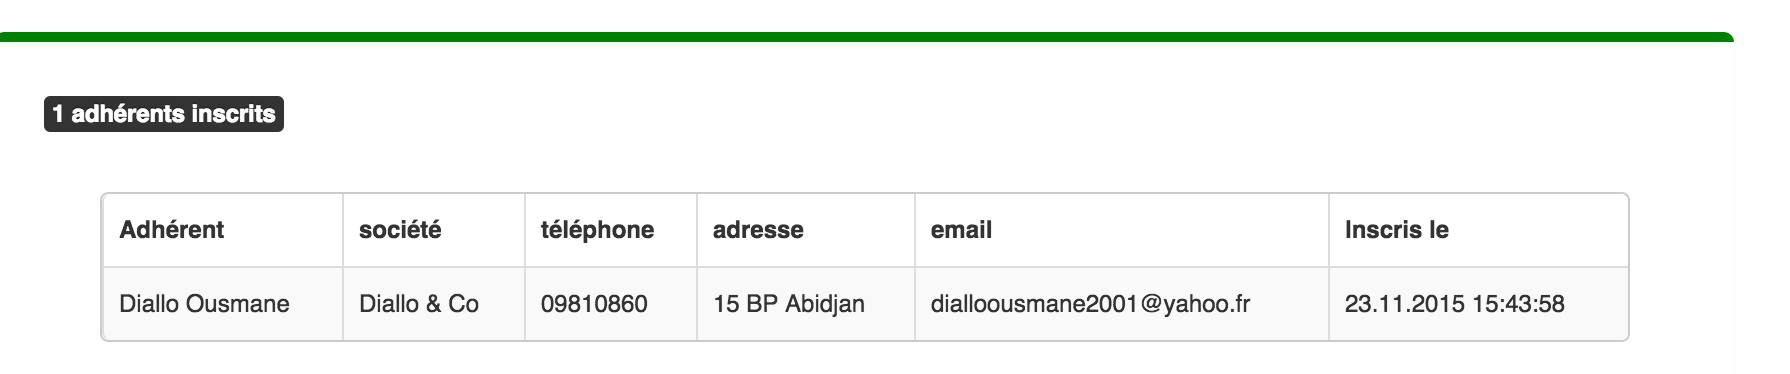 1 adhérents inscrits
Adhérent société téléphone adresse email Inscris le
Diallo Ousmane Diallo & Co 09810860 15 BP Abidjan dialloousmane2001@yahoo.fr 23.11.2015 15:43:58